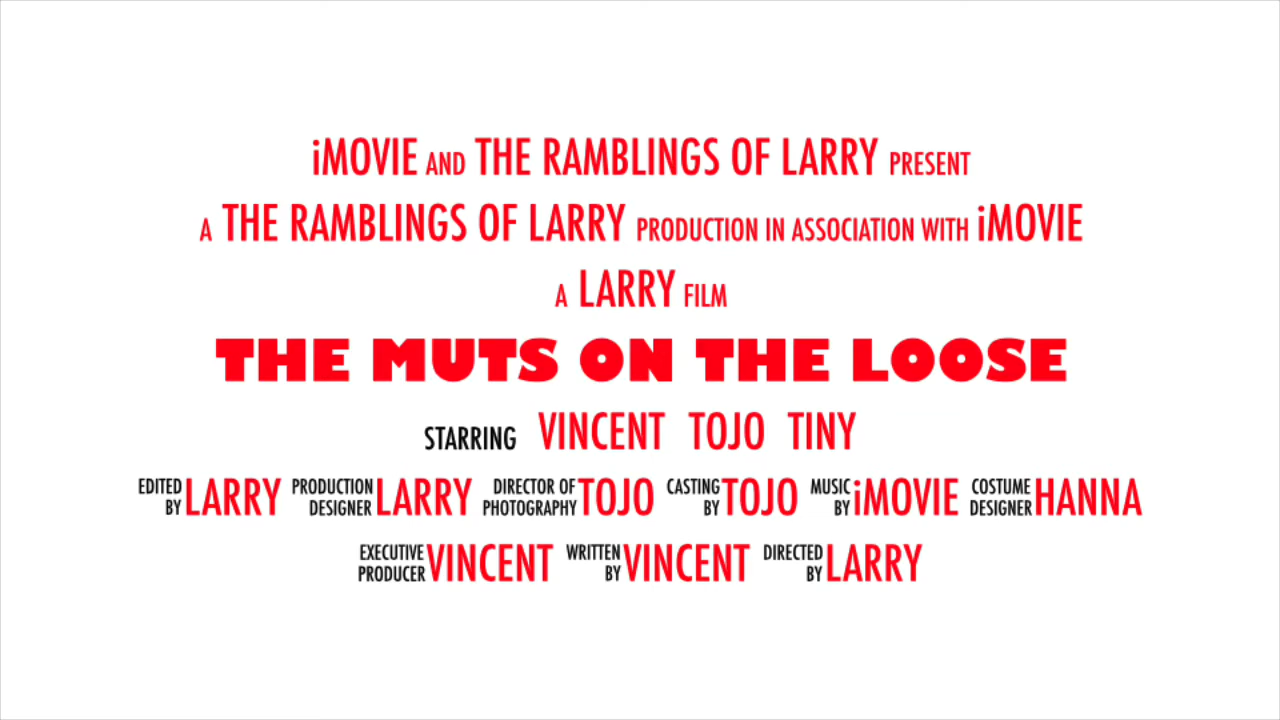 iMOVIE AND THE RAMBLINGS OF LARRY PRESENT
A THE RAMBLINGS OF LARRY PRODUCTION IN ASSOCIATION WITH iMOVIE
A LARRY FILM
THE MUTS ON THE LOOSE
STARRING VINCENT TOJO TINY
EDITED BY LARRY PRODUCTION DESIGNER LARRY DIRECTOR OF PHOTOGRAPHY TOJO CASTING BY TOJO MUSIC BY iMOVIE COSTUME DESIGNER HANNA
EXECUTIVE PRODUCER VINCENT WRITTEN BY VINCENT DIRECTED BY LARRY